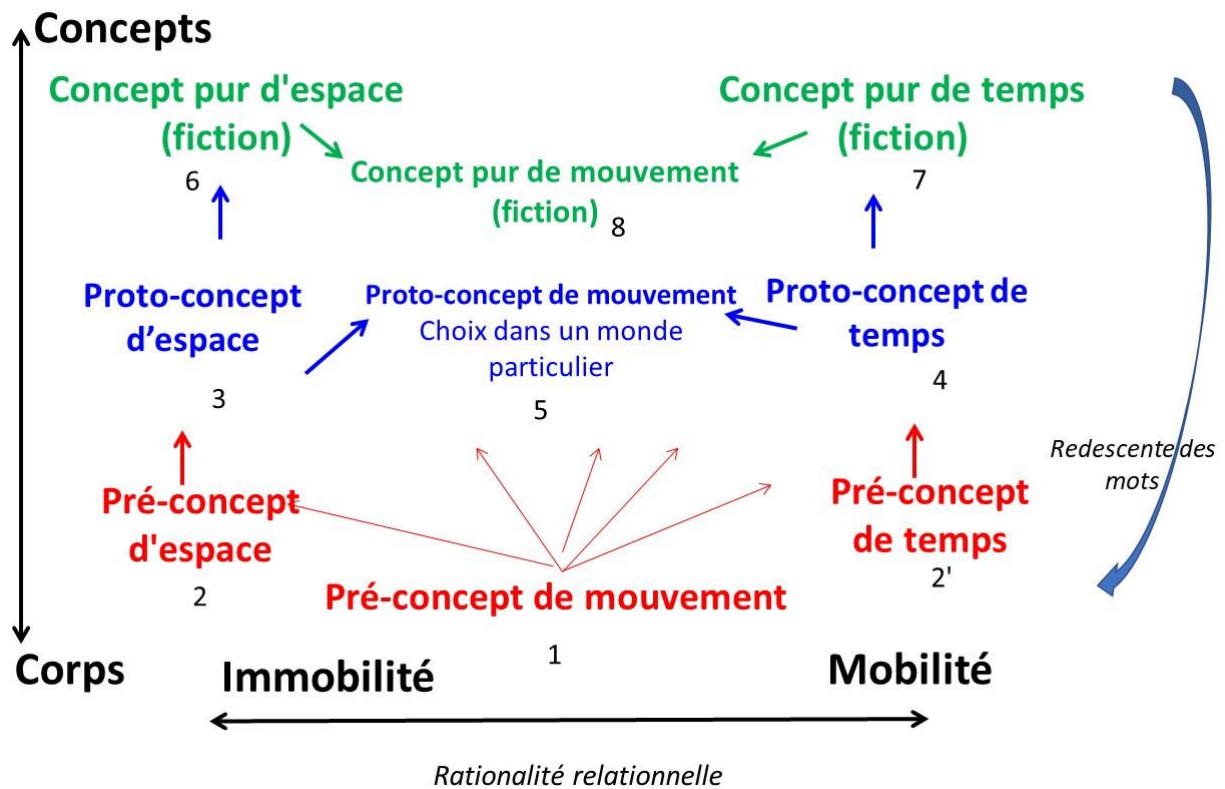 Concepts
Concept pur d'espace
(fiction)
6
Concept pur de temps
(fiction)
7
Concept pur de mouvement
(fiction)
8
Proto-concept
d’espace
3
Proto-concept de mouvement
Choix dans un monde
particulier
5
Proto-concept de
temps
4
Redescente des
mots
Pré-concept
d'espace
2
Pré-concept de mouvement
1
Pré-concept
de temps
2'
Corps
Immobilité
Mobilité
Rationalité relationnelle